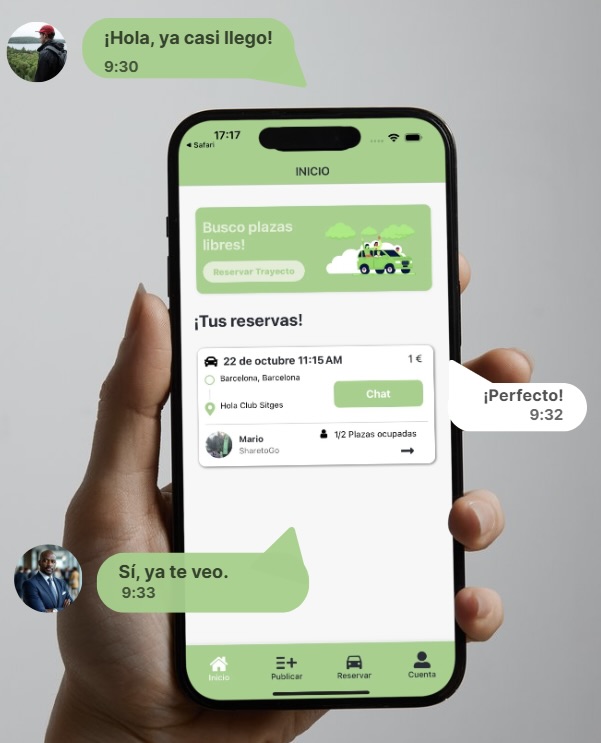 ¡Hola, ya casi llego!
9:30
17:17
Safari
INICIO
Busco plazas
libres!
Reservar Trayecto
¡Tus reservas!
22 de octubre 11:15 AM 1 €
Barcelona, Barcelona
Chat
Hola Club Sitges
Mario 1/2 Plazas ocupadas
SharetoGo
¡Perfecto!
9:32
Sí, ya te veo.
9:33
Inicio Publicar Reservar Cuenta